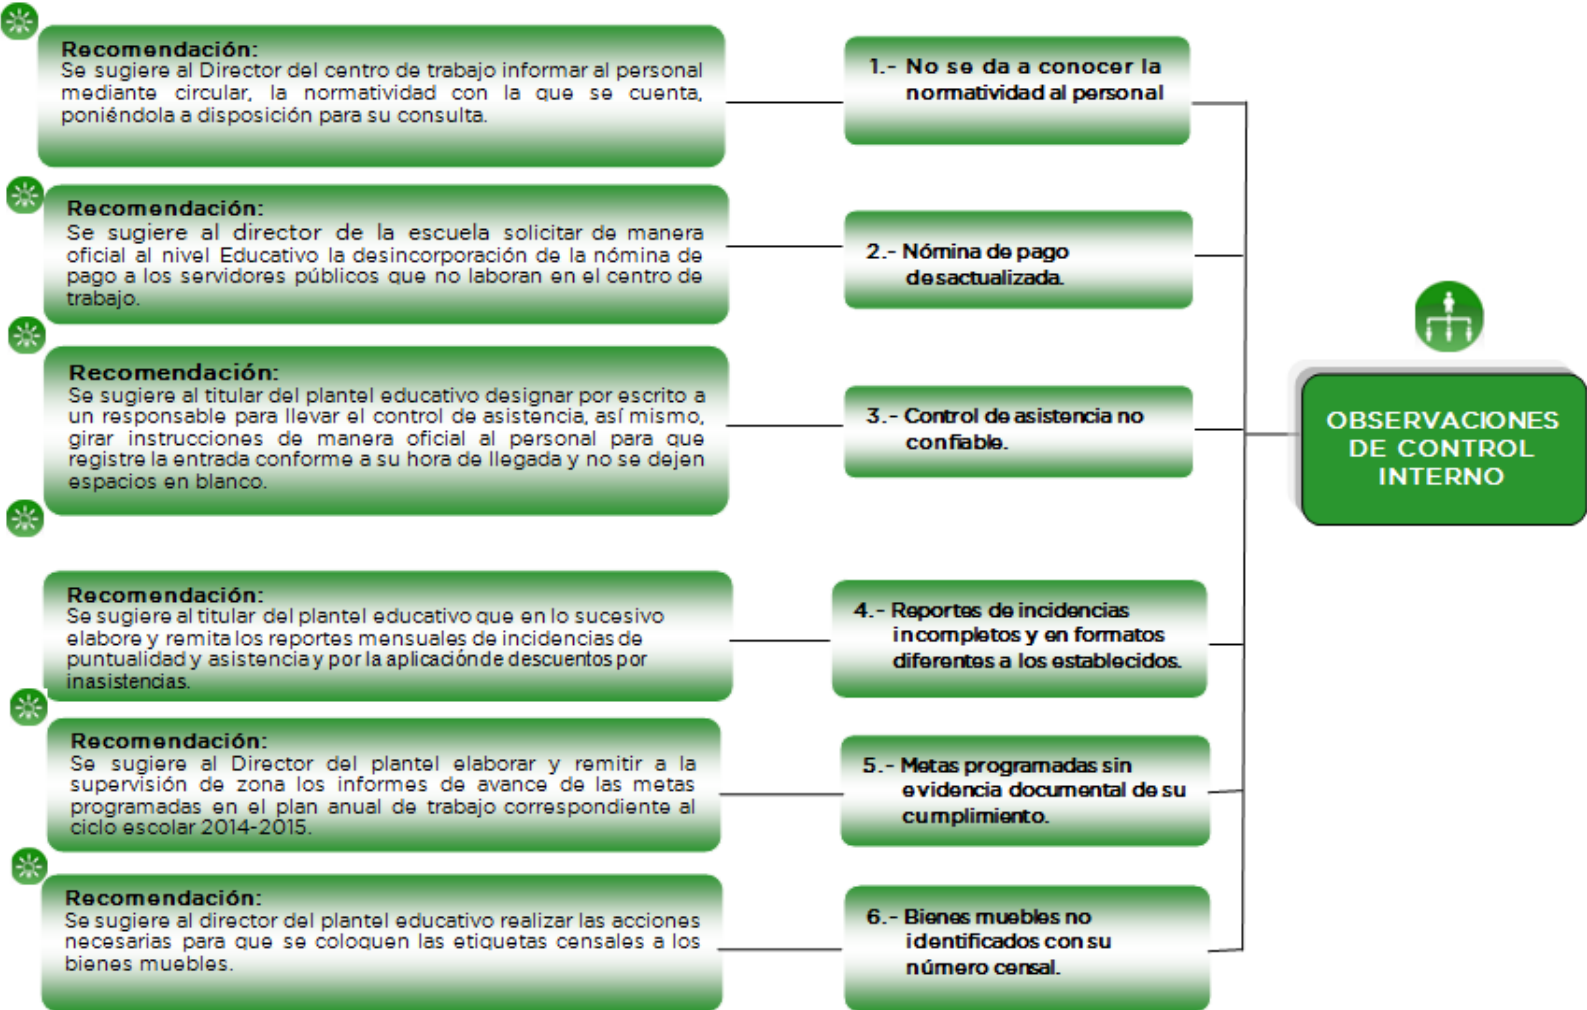 Recomendación:
Se sugiere al Director del centro de trabajo informar al personal
mediante circular, la normatividad con la que se cuenta,
poniéndola a disposición para su consulta.
1.- No se da a conocer la
normatividad al personal
Recomendación:
Se sugiere al director de la escuela solicitar de manera
oficial al nivel Educativo la desincorporación de la nómina de
pago a los servidores públicos que no laboran en el centro de
trabajo.
2.- Nómina de pago
desactualizada.
Recomendación:
Se sugiere al titular del plantel educativo designar por escrito a
un responsable para llevar el control de asistencia, así mismo,
girar instrucciones de manera oficial al personal para que
registre la entrada conforme a su hora de llegada y no se dejen
espacios en blanco.
3.- Control de asistencia no
confiable.
OBSERVACIONES
DE CONTROL
INTERNO
Recomendación:
Se sugiere al titular del plantel educativo que en lo sucesivo
elabore y remita los reportes mensuales de incidencias de
puntualidad y asistencia y por la aplicación de descuentos por
inasistencias.
4.- Reportes de incidencias
incompletos y en formatos
diferentes a los establecidos.
Recomendación:
Se sugiere al Director del plantel elaborar y remitir a la
supervisión de zona los informes de avance de las metas
programadas en el plan anual de trabajo correspondiente al
ciclo escolar 2014-2015.
5.- Metas programadas sin
evidencia documental de su
cumplimiento.
Recomendación:
Se sugiere al director del plantel educativo realizar las acciones
necesarias para que se coloquen las etiquetas censales a los
bienes muebles.
6.- Bienes muebles no
identificados con su
número censal.